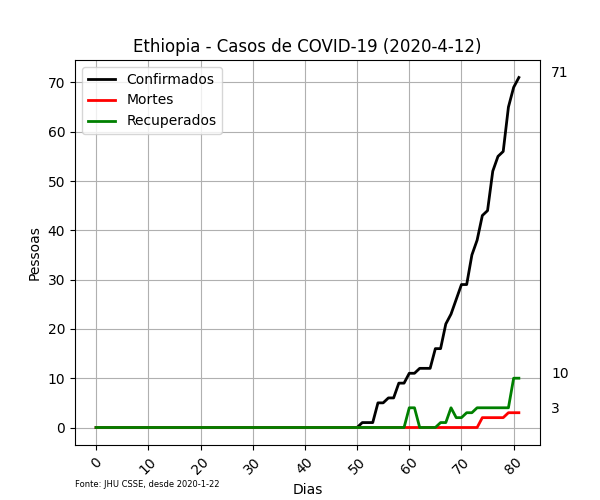 Ethiopia - Casos de COVID-19 (2020-4-12)
Confirmados
Mortes
Recuperados
Pessoas
70
60
50
40
30
20
10
0
71
10
3
0
10
20
30
40
50
60
70
80
Dias
Fonte: JHU CSSE, desde 2020-1-22